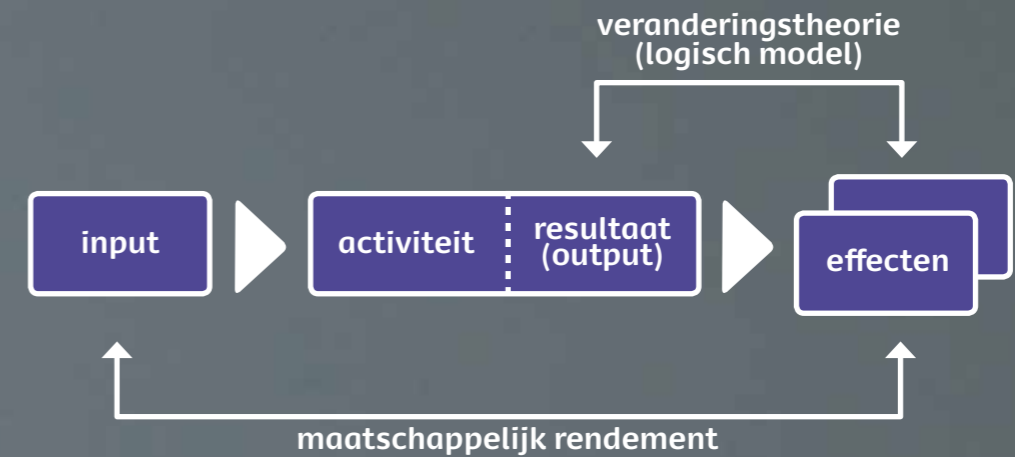 veranderingstheorie
(logisch model)
input
activiteit
resultaat
(output)
effecten
maatschappelijk rendement